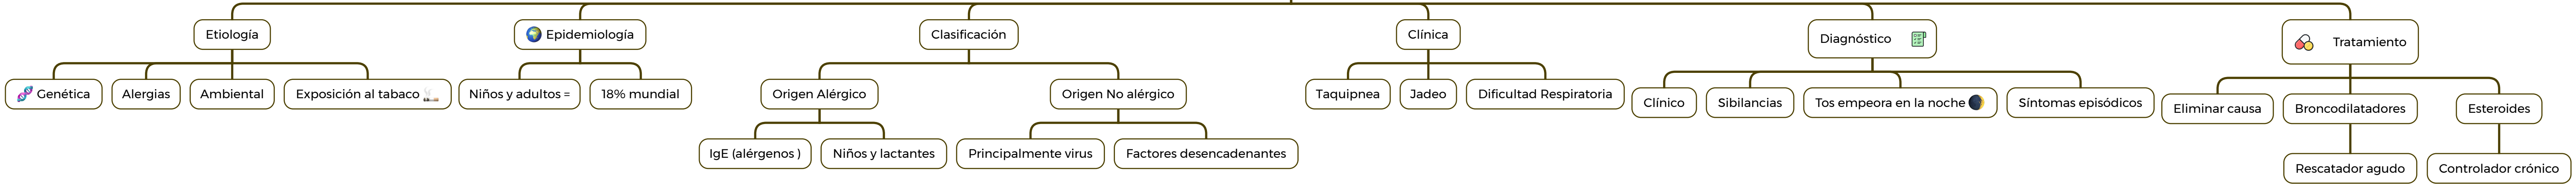 Etiología
Epidemiología
Clasificación
Clínica
Diagnóstico
Tratamiento
Genética
Alergias
Ambiental
Exposición al tabaco
Niños y adultos =
18% mundial
Origen Alérgico
Origen No alérgico
Taquipnea
Jadeo
Dificultad Respiratoria
Clínico
Sibilancias
Tos empeora en la noche
Síntomas episódicos
Eliminar causa
Broncodilatadores
Esteroides
IgE (alérgenos )
Niños y lactantes
Principalmente virus
Factores desencadenantes
Rescatador agudo
Controlador crónico